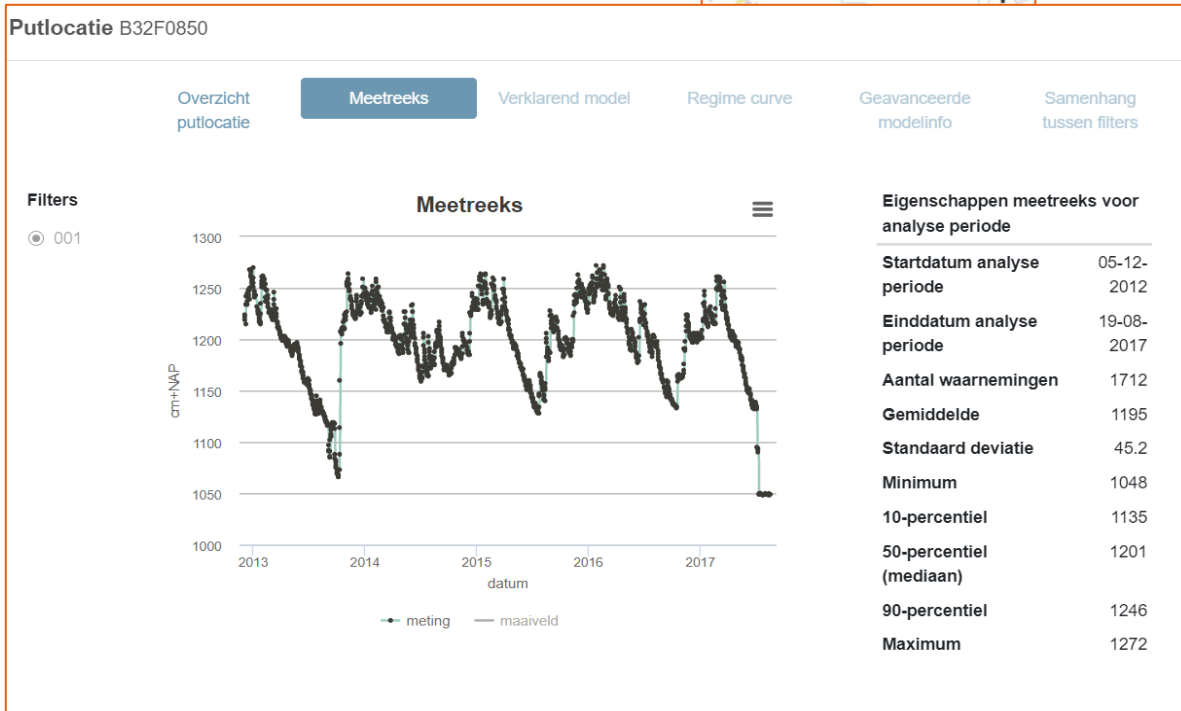 Putlocatie B32F0850
Overzicht
putlocatie
Meetreeks
Verklarend model
Regime curve
Geavanceerde
modelinfo
Samenhang
tussen filters
Filters
001
Meetreeks
1300
1250
1200
1150
1100
1050
1000
cm+NAP
2013
2014
2015
2016
2017
datum
meting
maaiveld
Eigenschappen meetreeks voor
analyse periode
Startdatum analyse 05-12-
periode 2012
Einddatum analyse 19-08-
periode 2017
Aantal waarnemingen 1712
Gemiddelde 1195
Standaard deviatie 45.2
Minimum 1048
10-percentiel 1135
50-percentiel 1201
(mediaan)
90-percentiel 1246
Maximum 1272